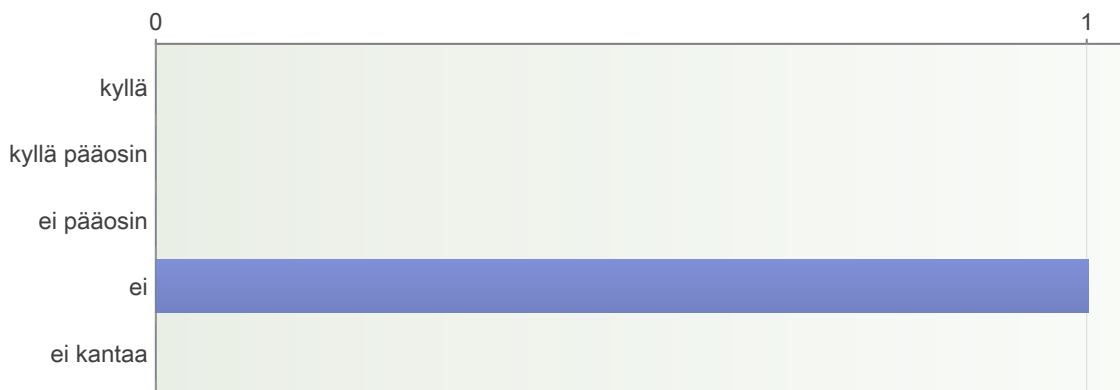 0 1
kyllä
kyllä pääosin
ei pääosin
ei
ei kantaa